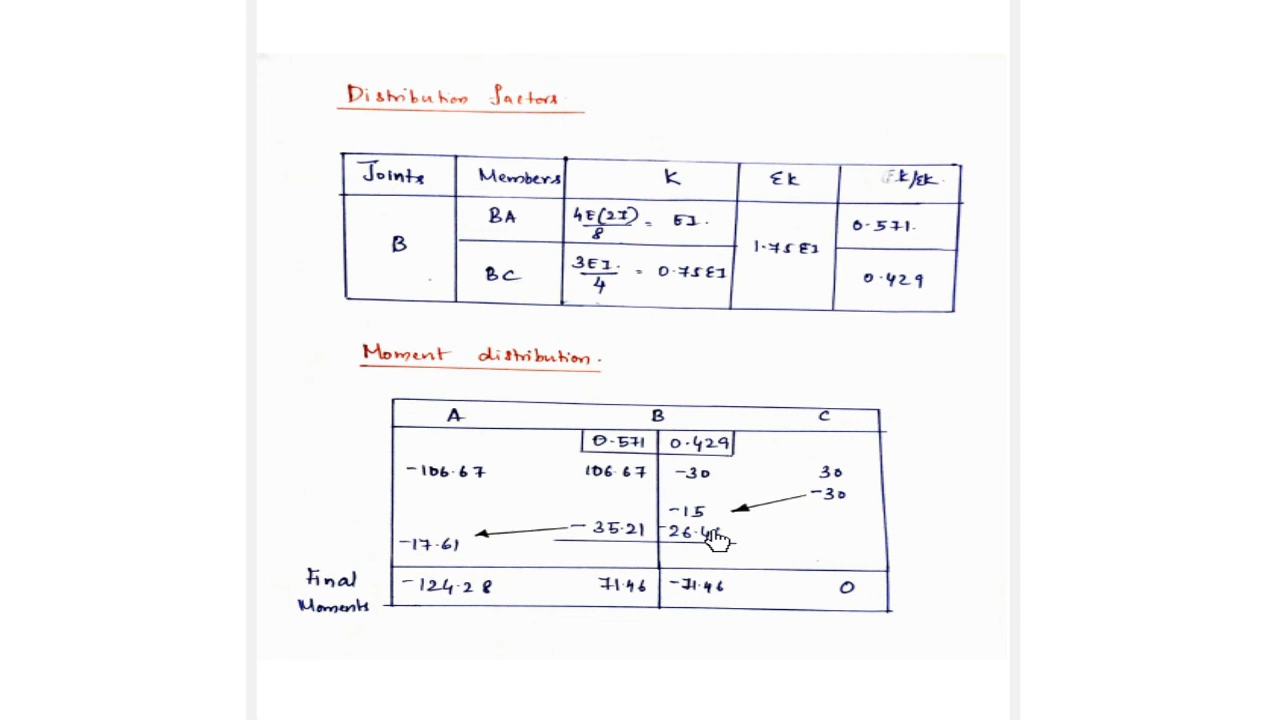 Distribution factors.
Joints Members K Σk k/Σk.
B BA 4E(2I)/8 = EI. 1.75EI 0.571.
BC 3EI./4 = 0.75EI 0.429
Moment distribution.
A B C
0.571 0.429
-106.67 106.67 -30 30
-30
-15
-35.21
-17.61
Final Moments -124.28 71.46 -71.46 0